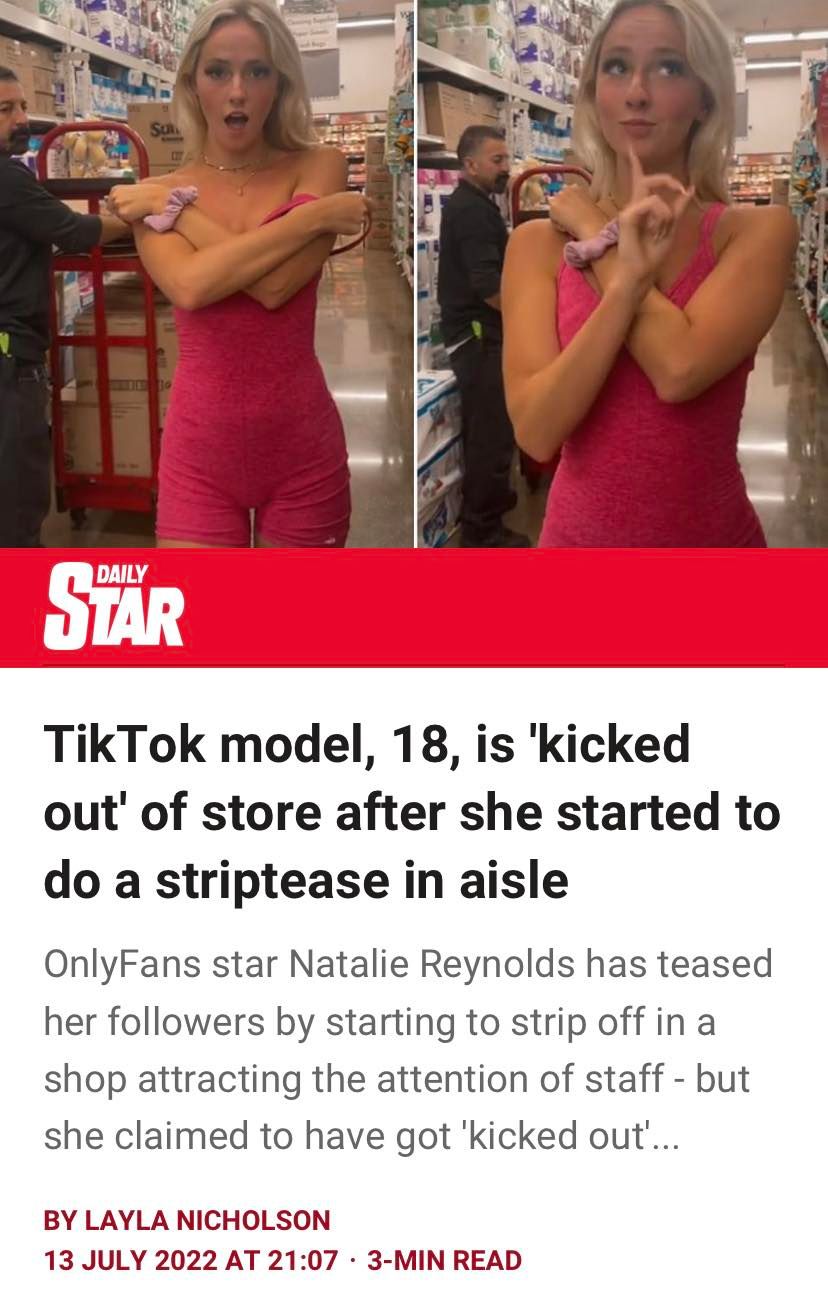 DAILY
STAR
TikTok model, 18, is 'kicked
out' of store after she started to
do a striptease in aisle
OnlyFans star Natalie Reynolds has teased
her followers by starting to strip off in a
shop attracting the attention of staff - but
she claimed to have got 'kicked out'...
BY LAYLA NICHOLSON
13 JULY 2022 AT 21:07 · 3-MIN READ